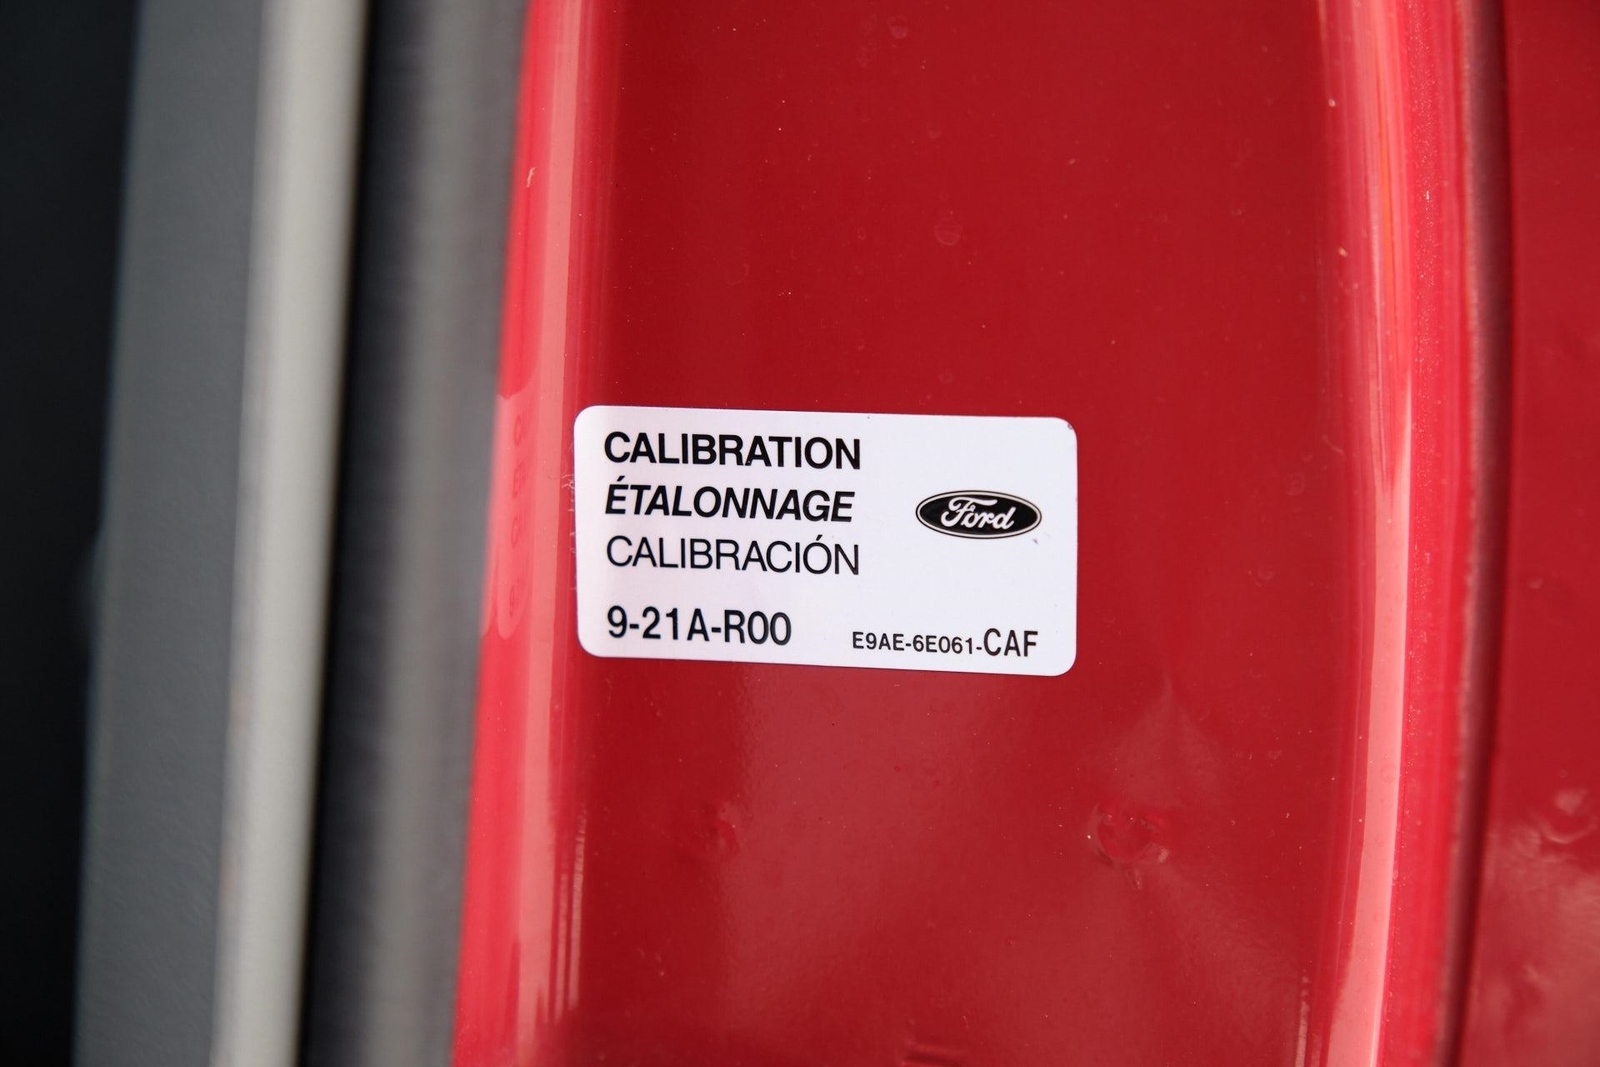 CALIBRATION
ÉTALONNAGE
CALIBRACIÓN
Ford
9-21A-R00
E9AE-6E061-CAF